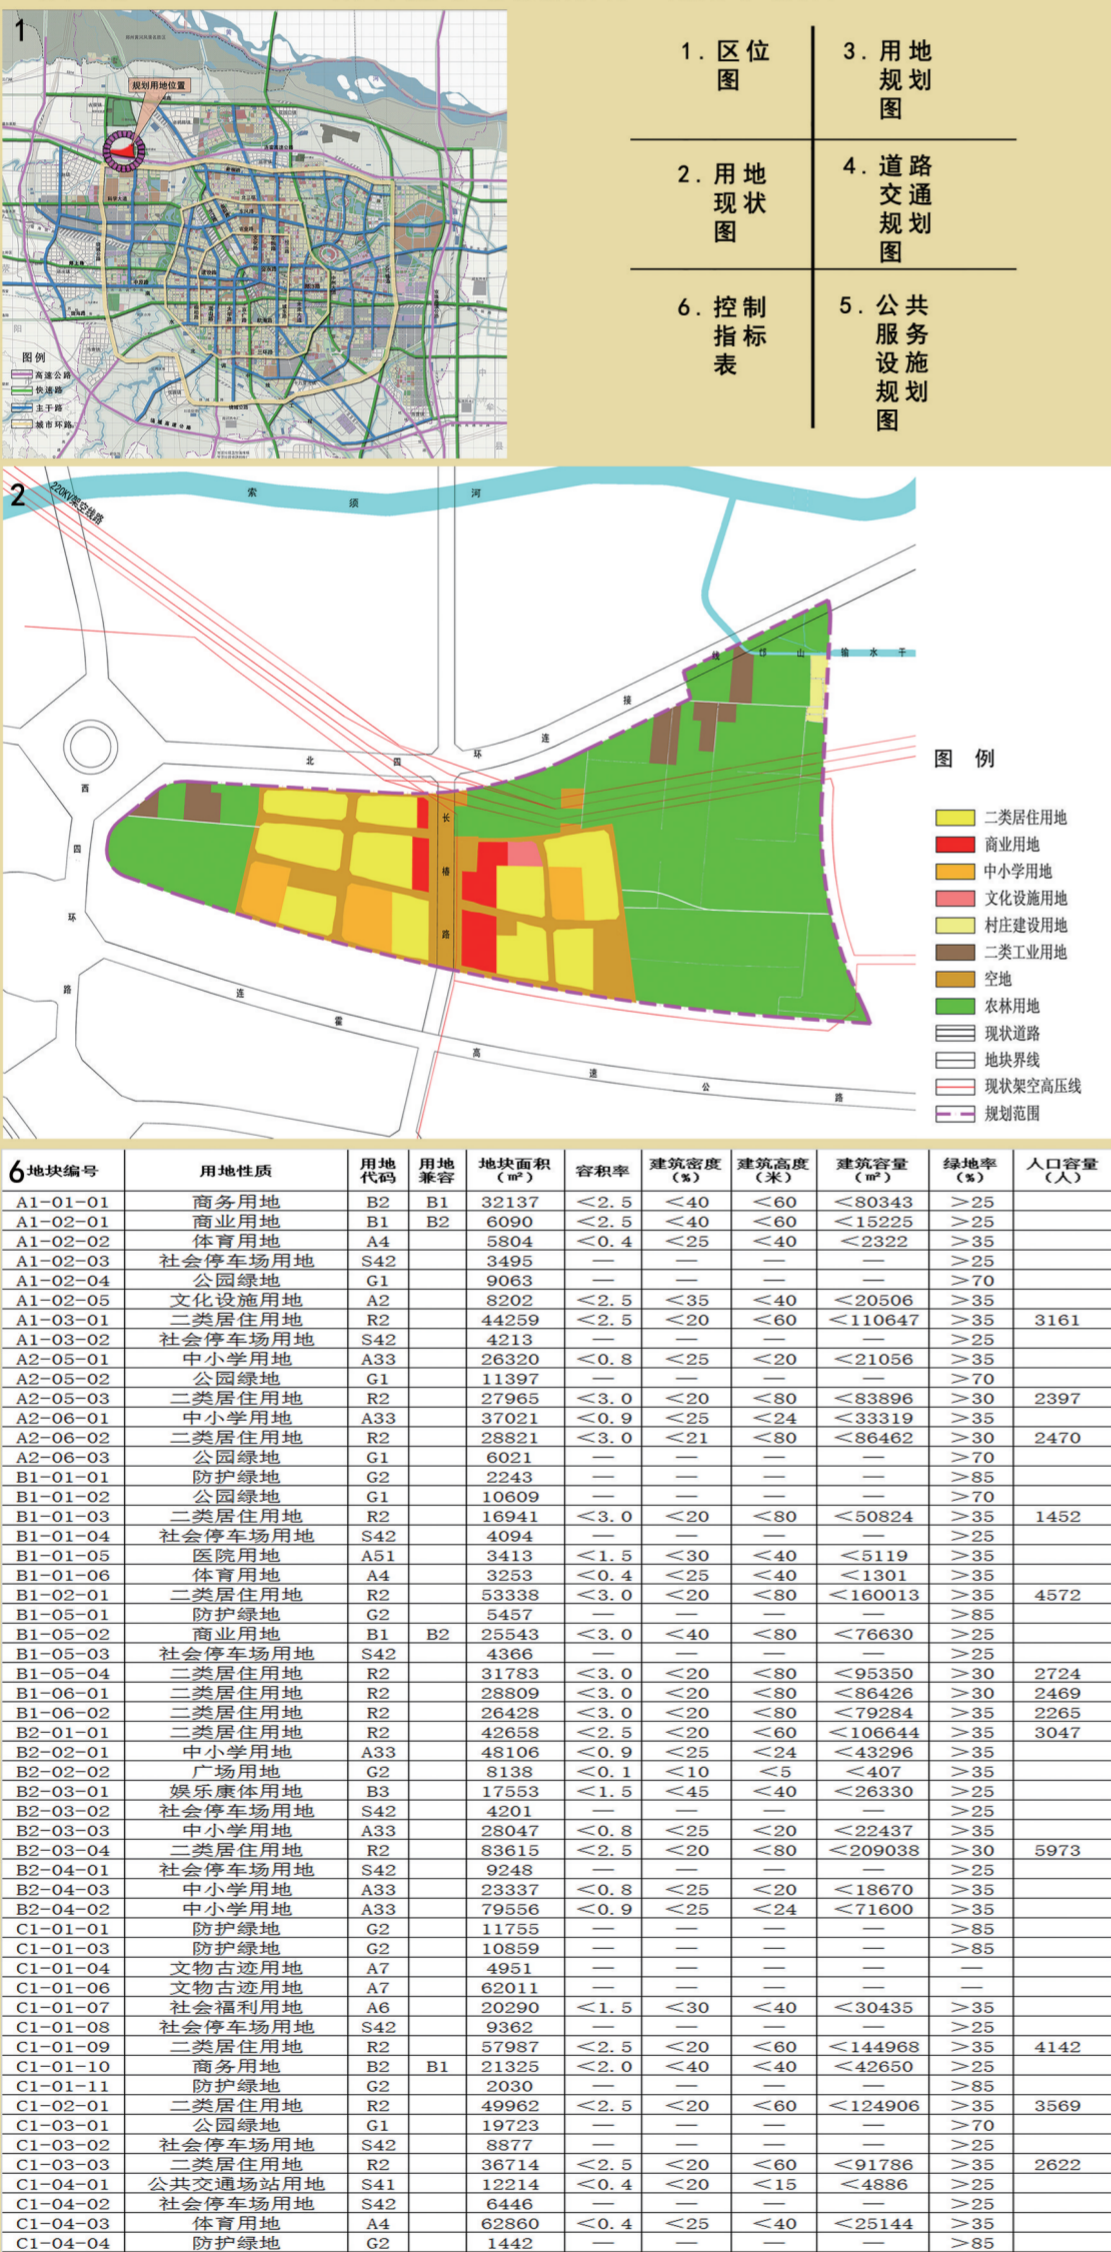 1
规划用地位置
图例
高速公路
快速路
主干路
城市环路
1. 区位
图
3. 用地
规划
图
2. 用地
现状
图
4. 道路
交通
规划
图
6. 控制
指标
表
5. 公共
服务
设施
规划
图
2
220KV架空线路
索 须 河
线 邙 山 输 水 干
北 四 环 连 接
西 四 环 路
长 椿 路
连 霍 高 速 公 路
图 例
二类居住用地
商业用地
中小学用地
文化设施用地
村庄建设用地
二类工业用地
空地
农林用地
现状道路
地块界线
现状架空高压线
规划范围
6 地块编号 用地性质 用地代码 用地兼容 地块面积(㎡) 容积率 建筑密度(%) 建筑高度(米) 建筑容量(㎡) 绿地率(%) 人口容量(人)
A1-01-01 商务用地 B2 B1 32137 <2.5 <40 <60 <80343 >25
A1-02-01 商业用地 B1 B2 6090 <2.5 <40 <60 <15225 >25
A1-02-02 体育用地 A4 5804 <0.4 <25 <40 <2322 >35
A1-02-03 社会停车场用地 S42 3495 — — — — >25
A1-02-04 公园绿地 G1 9063 — — — — >70
A1-02-05 文化设施用地 A2 8202 <2.5 <35 <40 <20506 >35
A1-03-01 二类居住用地 R2 44259 <2.5 <20 <60 <110647 >35 3161
A1-03-02 社会停车场用地 S42 4213 — — — — >25
A2-05-01 中小学用地 A33 26320 <0.8 <25 <20 <21056 >35
A2-05-02 公园绿地 G1 11397 — — — — >70
A2-05-03 二类居住用地 R2 27965 <3.0 <20 <80 <83896 >30 2397
A2-06-01 中小学用地 A33 37021 <0.9 <25 <24 <33319 >35
A2-06-02 二类居住用地 R2 28821 <3.0 <21 <80 <86462 >30 2470
A2-06-03 公园绿地 G1 6021 — — — — >70
B1-01-01 防护绿地 G2 2243 — — — — >85
B1-01-02 公园绿地 G1 10609 — — — — >70
B1-01-03 二类居住用地 R2 16941 <3.0 <20 <80 <50824 >35 1452
B1-01-04 社会停车场用地 S42 4094 — — — — >25
B1-01-05 医院用地 A51 3413 <1.5 <30 <40 <5119 >35
B1-01-06 体育用地 A4 3253 <0.4 <25 <40 <1301 >35
B1-02-01 二类居住用地 R2 53338 <3.0 <20 <80 <160013 >35 4572
B1-05-01 防护绿地 G2 5457 — — — — >85
B1-05-02 商业用地 B1 B2 25543 <3.0 <40 <80 <76630 >25
B1-05-03 社会停车场用地 S42 4366 — — — — >25
B1-05-04 二类居住用地 R2 31783 <3.0 <20 <80 <95350 >30 2724
B1-06-01 二类居住用地 R2 28809 <3.0 <20 <80 <86426 >30 2469
B1-06-02 二类居住用地 R2 26428 <3.0 <20 <80 <79284 >35 2265
B2-01-01 二类居住用地 R2 42658 <2.5 <20 <60 <106644 >35 3047
B2-02-01 中小学用地 A33 48106 <0.9 <25 <24 <43296 >35
B2-02-02 广场用地 G2 8138 <0.1 <10 <5 <407 >35
B2-03-01 娱乐康体用地 B3 17553 <1.5 <45 <40 <26330 >25
B2-03-02 社会停车场用地 S42 4201 — — — — >25
B2-03-03 中小学用地 A33 28047 <0.8 <25 <20 <22437 >35
B2-03-04 二类居住用地 R2 83615 <2.5 <20 <80 <209038 >30 5973
B2-04-01 社会停车场用地 S42 9248 — — — — >25
B2-04-03 中小学用地 A33 23337 <0.8 <25 <20 <18670 >35
B2-04-02 中小学用地 A33 79556 <0.9 <25 <24 <71600 >35
C1-01-01 防护绿地 G2 11755 — — — — >85
C1-01-03 防护绿地 G2 10859 — — — — >85
C1-01-04 文物古迹用地 A7 4951 — — — — —
C1-01-06 文物古迹用地 A7 62011 — — — — —
C1-01-07 社会福利用地 A6 20290 <1.5 <30 <40 <30435 >35
C1-01-08 社会停车场用地 S42 9362 — — — — >25
C1-01-09 二类居住用地 R2 57987 <2.5 <20 <60 <144968 >35 4142
C1-01-10 商务用地 B2 B1 21325 <2.0 <40 <40 <42650 >25
C1-01-11 防护绿地 G2 2030 — — — — >85
C1-02-01 二类居住用地 R2 49962 <2.5 <20 <60 <124906 >35 3569
C1-03-01 公园绿地 G1 19723 — — — — >70
C1-03-02 社会停车场用地 S42 8877 — — — — >25
C1-03-03 二类居住用地 R2 36714 <2.5 <20 <60 <91786 >35 2622
C1-04-01 公共交通场站用地 S41 12214 <0.4 <20 <15 <4886 >25
C1-04-02 社会停车场用地 S42 6446 — — — — >25
C1-04-03 体育用地 A4 62860 <0.4 <25 <40 <25144 >35
C1-04-04 防护绿地 G2 1442 — — — — >85